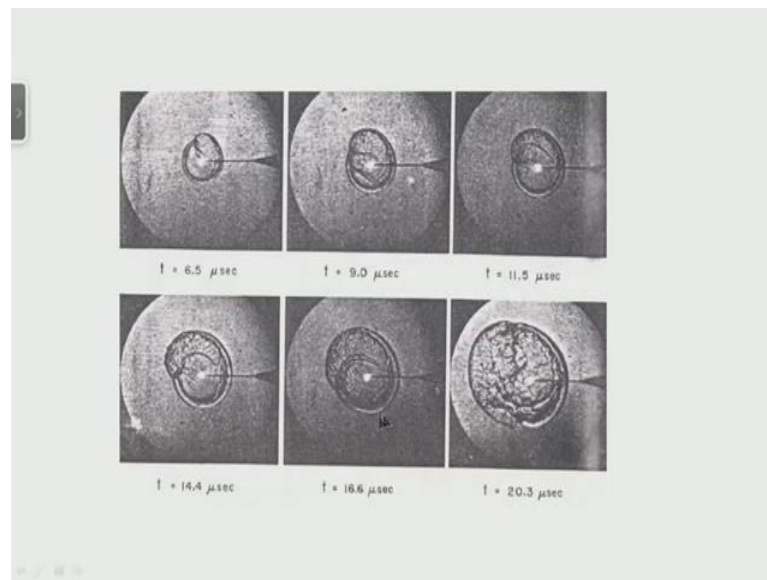 t = 6.5 μsec
t = 9.0 μsec
t = 11.5 μsec
t = 14.4 μsec
t = 16.6 μsec
t = 20.3 μsec